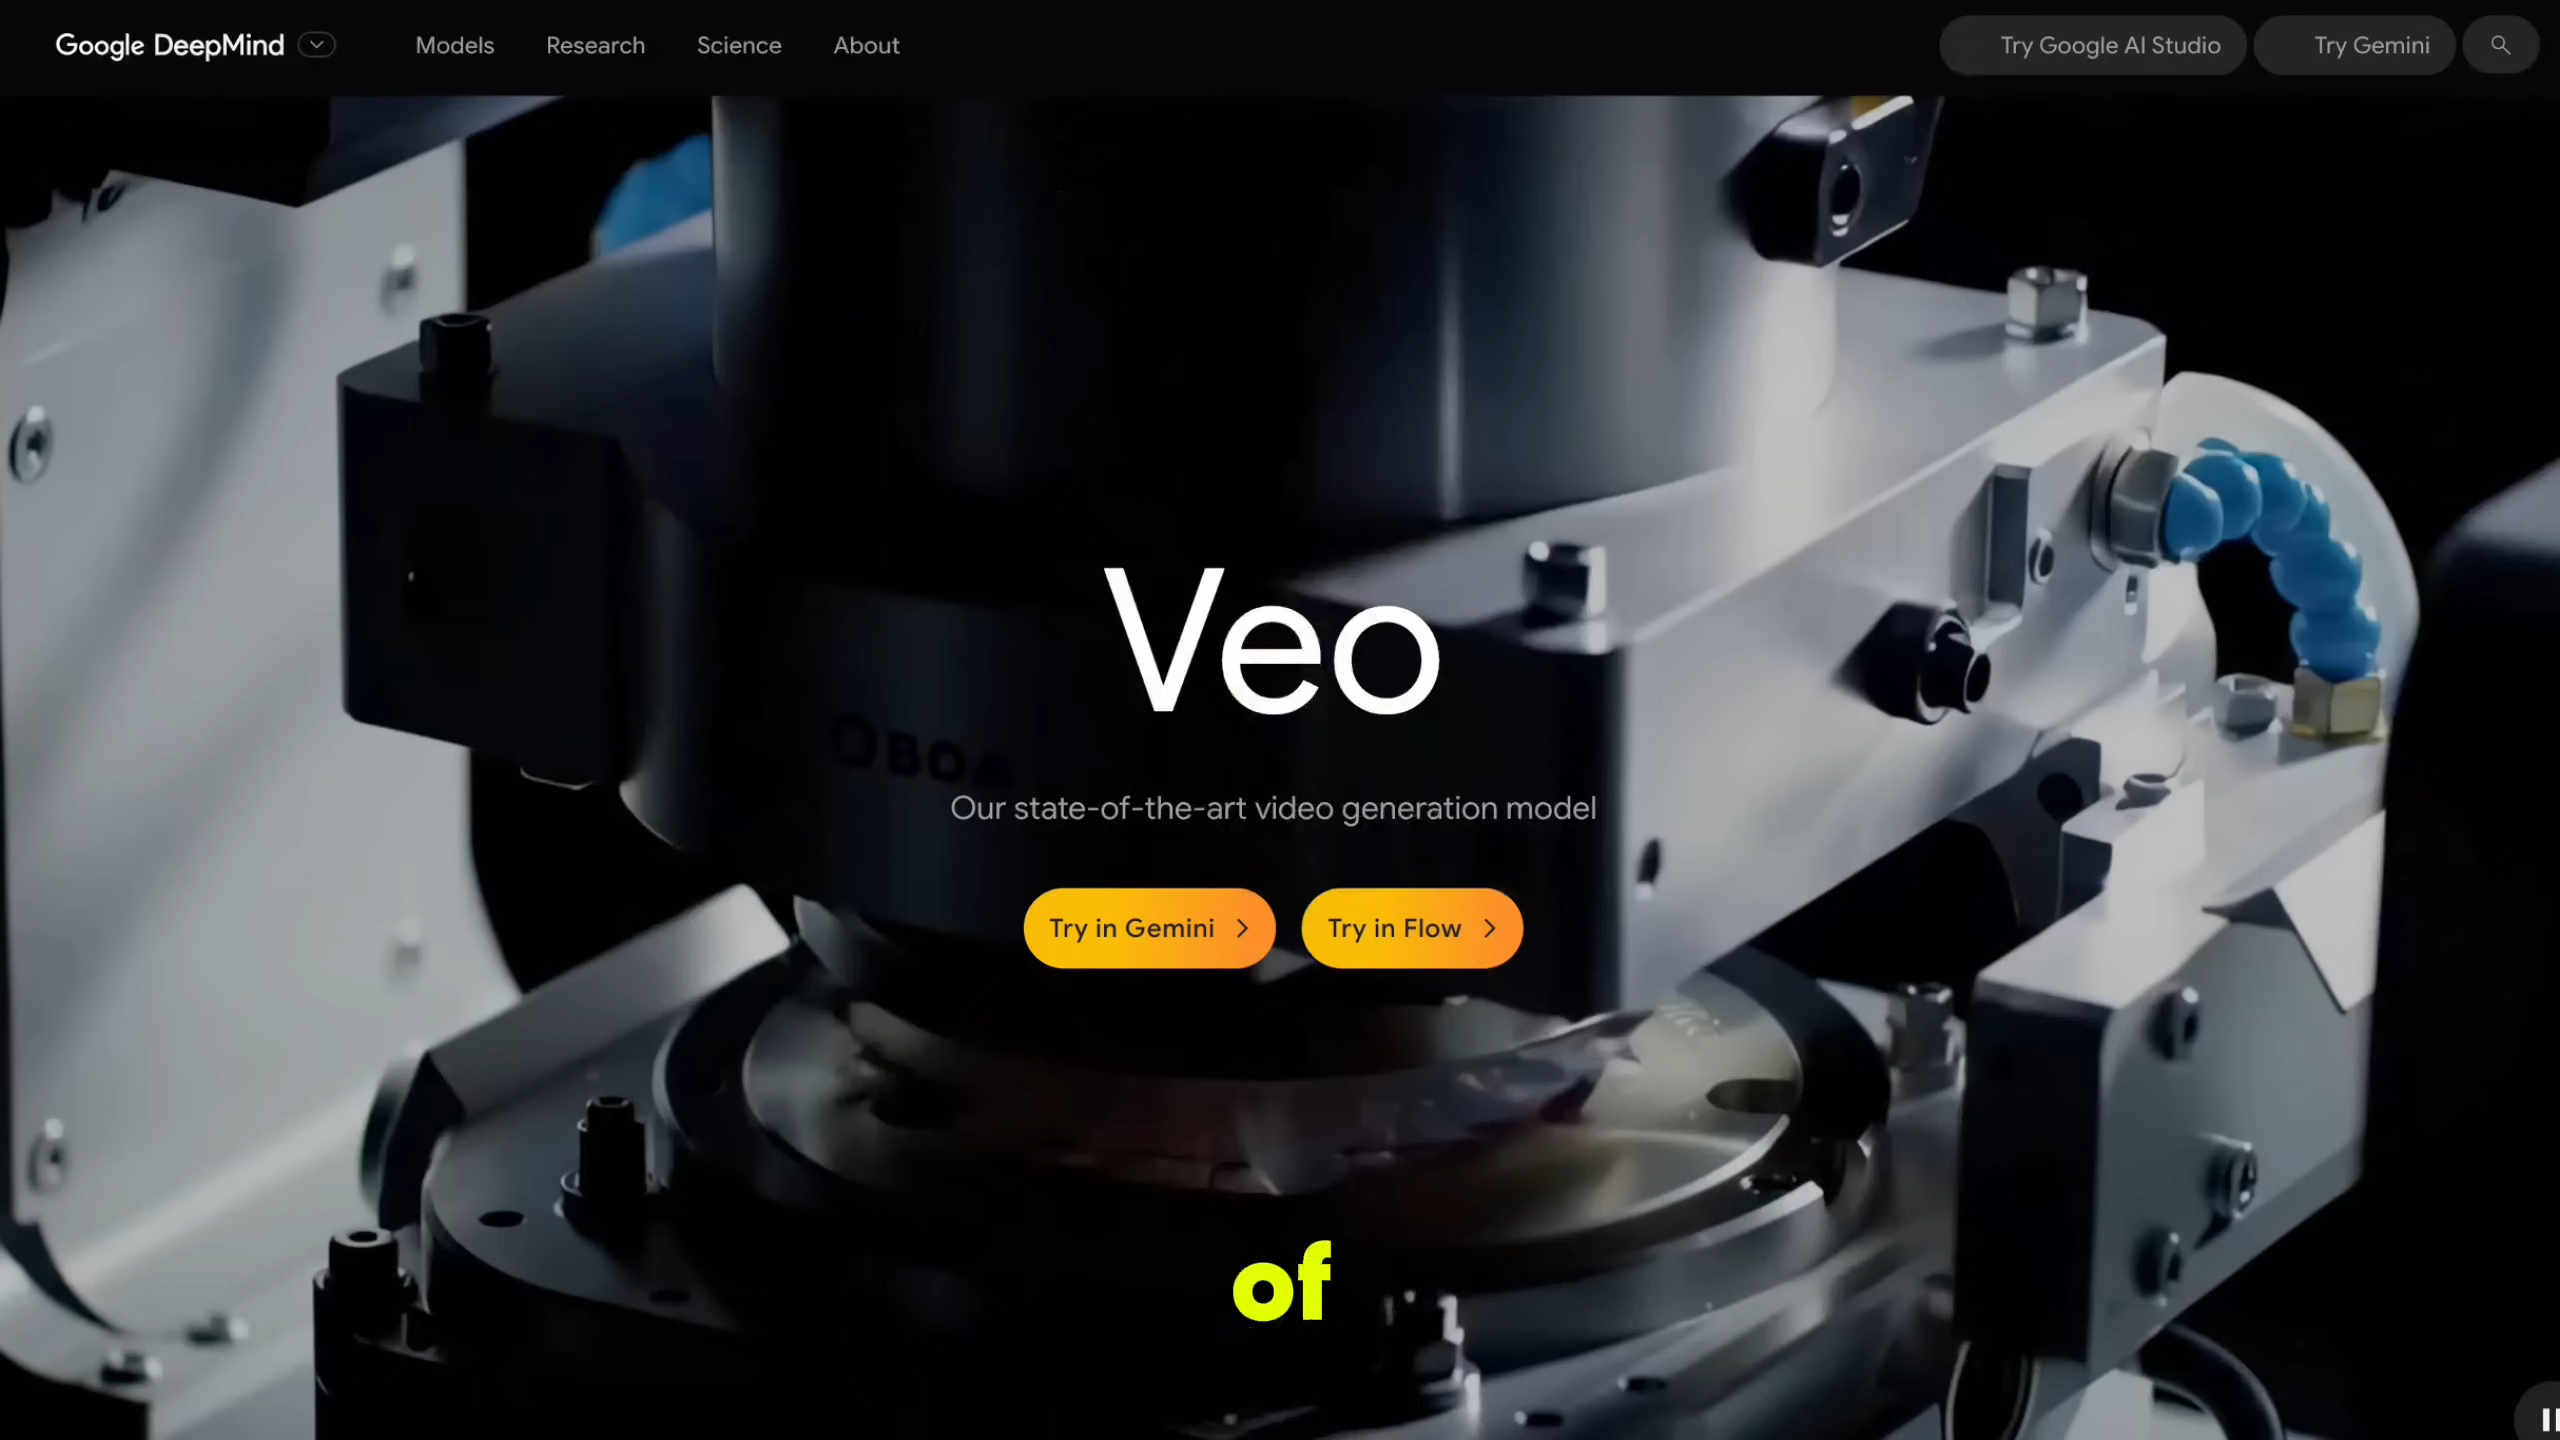 Google DeepMind
Models
Research
Science
About
Try Google AI Studio
Try Gemini
Veo
Our state-of-the-art video generation model
Try in Gemini
Try in Flow
of